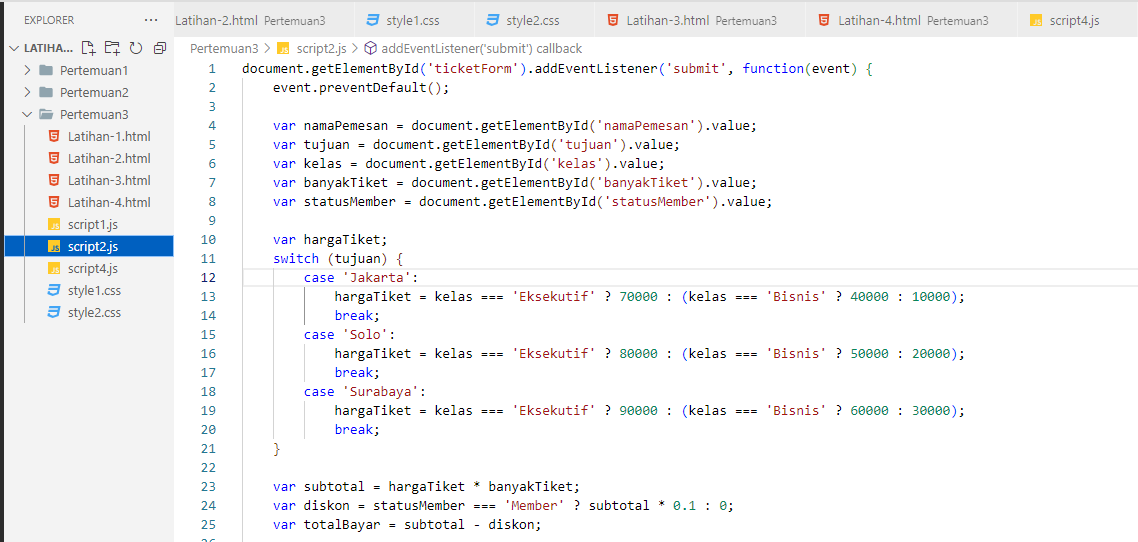 EXPLORER
LATIHA...
Pertemuan1
Pertemuan2
Pertemuan3
Latihan-1.html
Latihan-2.html
Latihan-3.html
Latihan-4.html
script1.js
script2.js
script4.js
style1.css
style2.css
Latihan-2.html Pertemuan3 style1.css style2.css Latihan-3.html Pertemuan3 Latihan-4.html Pertemuan3 script4.js
Pertemuan3 > script2.js > addEventListener('submit') callback
1 document.getElementById('ticketForm').addEventListener('submit', function(event) {
2     event.preventDefault();
3
4     var namaPemesan = document.getElementById('namaPemesan').value;
5     var tujuan = document.getElementById('tujuan').value;
6     var kelas = document.getElementById('kelas').value;
7     var banyakTiket = document.getElementById('banyakTiket').value;
8     var statusMember = document.getElementById('statusMember').value;
9
10     var hargaTiket;
11     switch (tujuan) {
12         case 'Jakarta':
13             hargaTiket = kelas === 'Eksekutif' ? 70000 : (kelas === 'Bisnis' ? 40000 : 10000);
14             break;
15         case 'Solo':
16             hargaTiket = kelas === 'Eksekutif' ? 80000 : (kelas === 'Bisnis' ? 50000 : 20000);
17             break;
18         case 'Surabaya':
19             hargaTiket = kelas === 'Eksekutif' ? 90000 : (kelas === 'Bisnis' ? 60000 : 30000);
20             break;
21     }
22
23     var subtotal = hargaTiket * banyakTiket;
24     var diskon = statusMember === 'Member' ? subtotal * 0.1 : 0;
25     var totalBayar = subtotal - diskon;